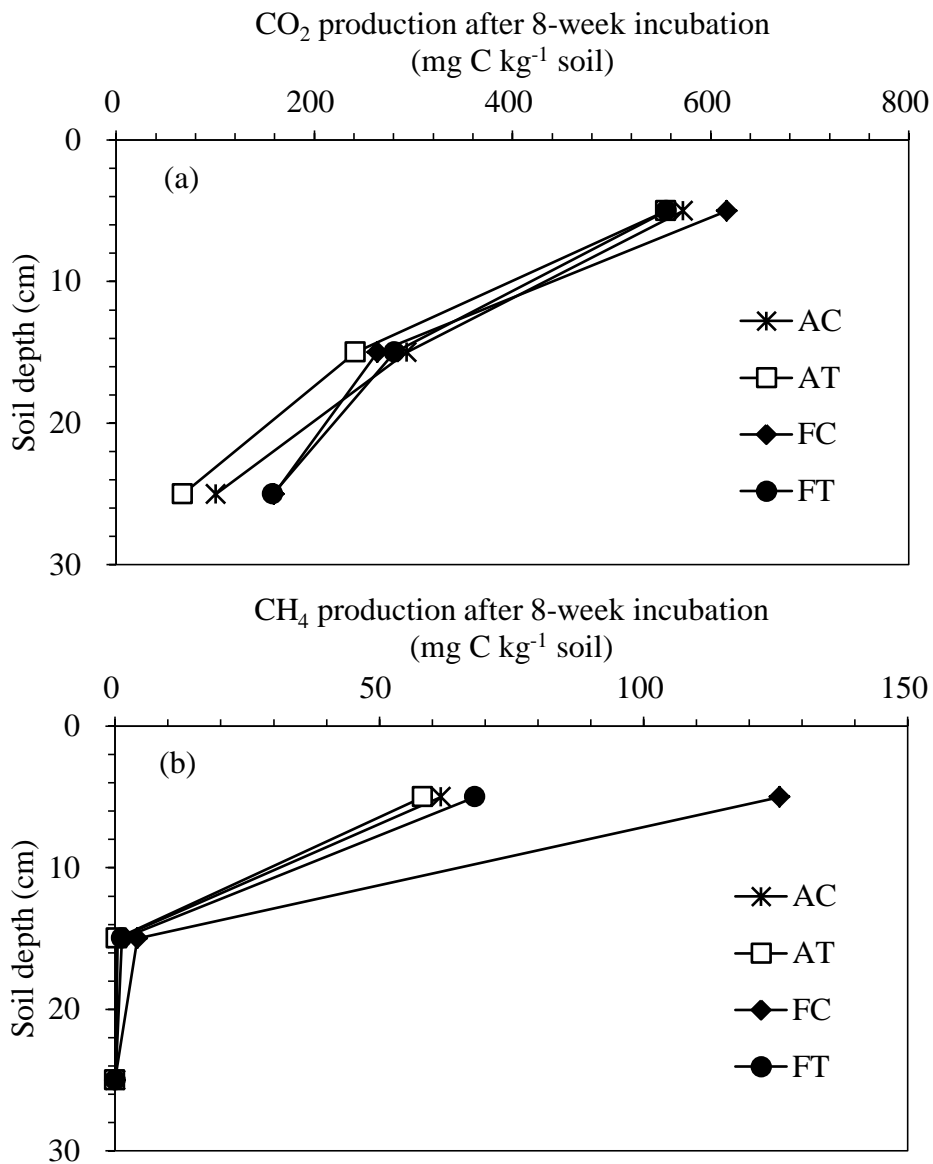 CO₂ production after 8-week incubation
(mg C kg⁻¹ soil)
0 200 400 600 800
0
(a)
10
Soil depth (cm)
AC
AT
20
FC
FT
30
CH₄ production after 8-week incubation
(mg C kg⁻¹ soil)
0 50 100 150
0
(b)
10
Soil depth (cm)
AC
AT
20
FC
FT
30